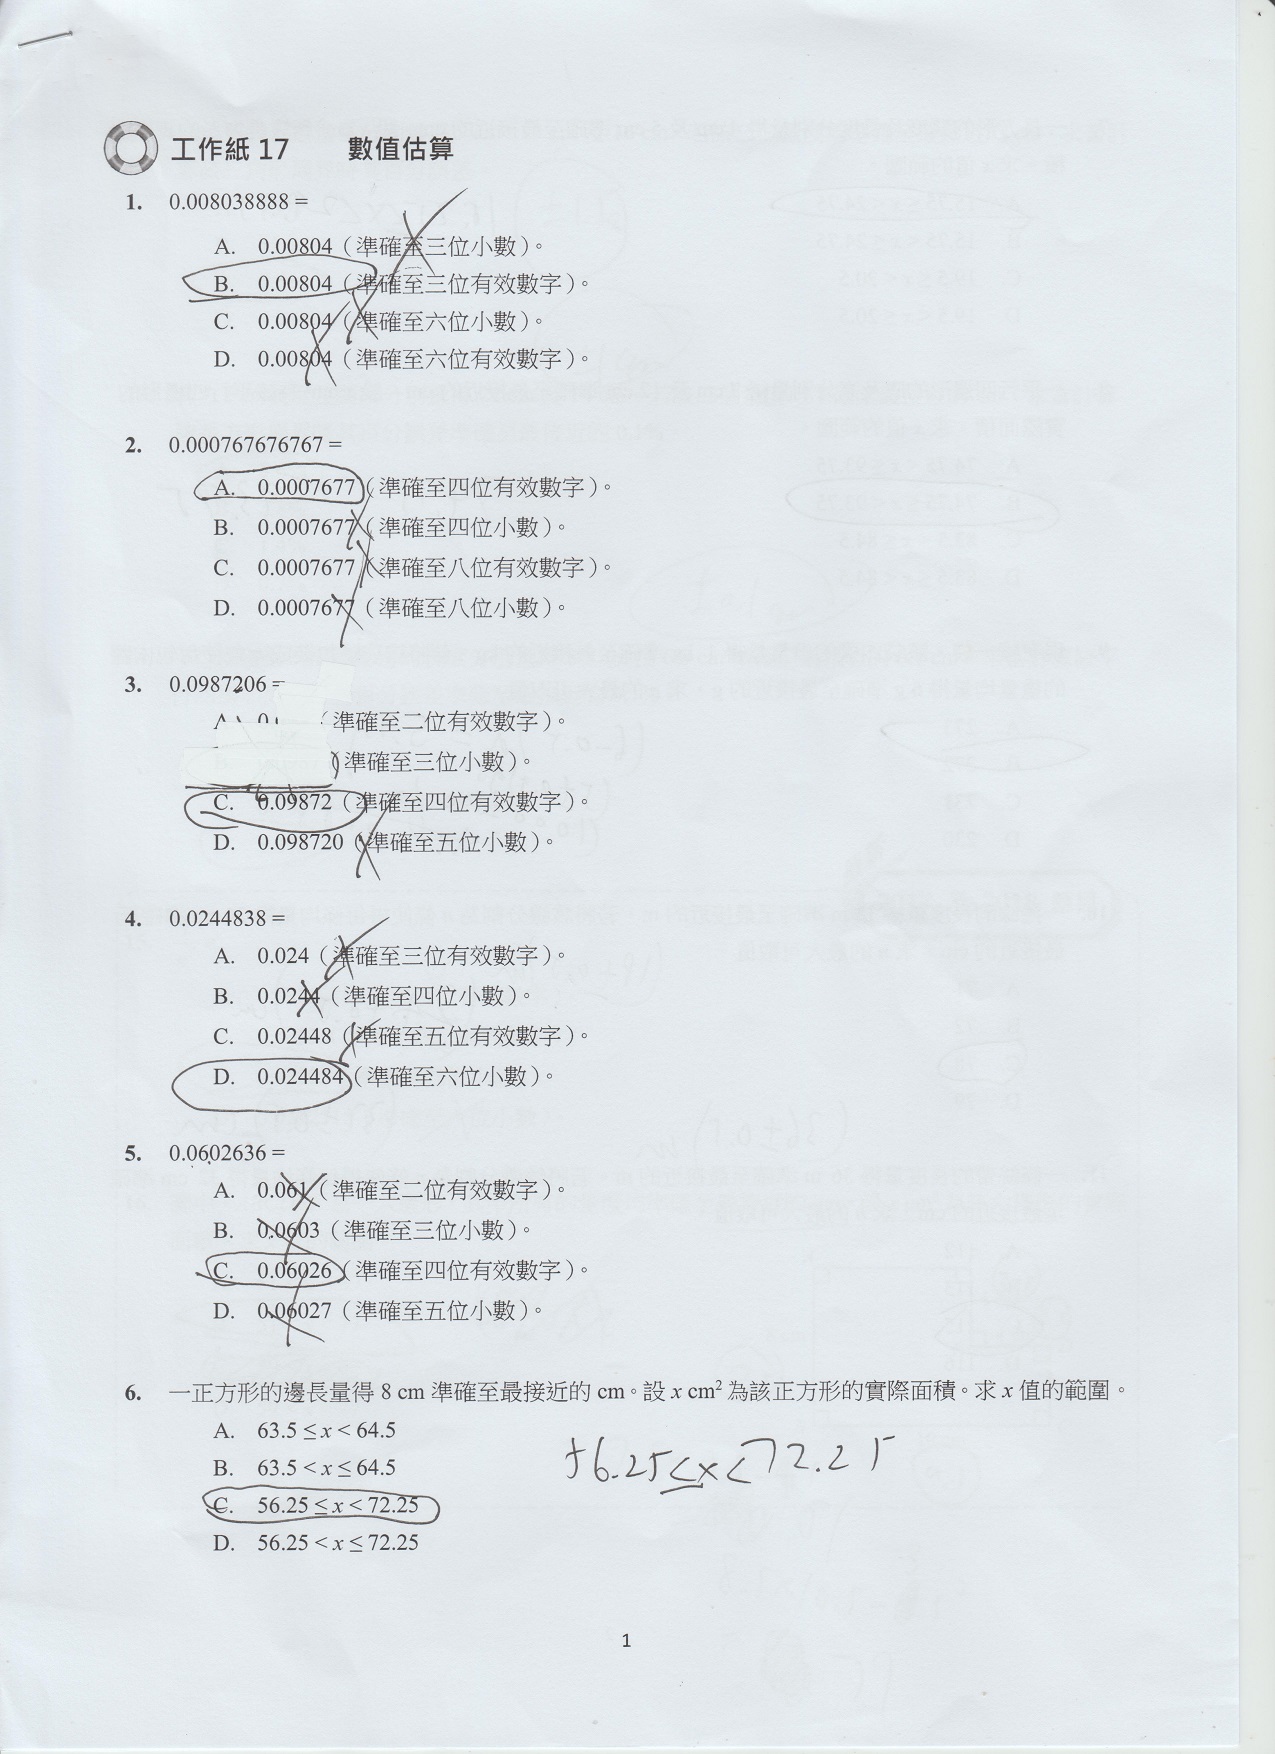 工作紙 17 數值估算
1. 0.008038888 =
A. 0.00804（準確至三位小數）。
B. 0.00804（準確至三位有效數字）。
C. 0.00804（準確至六位小數）。
D. 0.00804（準確至六位有效數字）。
2. 0.000767676767 =
A. 0.0007677（準確至四位有效數字）。
B. 0.0007677（準確至四位小數）。
C. 0.0007677（準確至八位有效數字）。
D. 0.0007677（準確至八位小數）。
3. 0.0987206 =
（準確至二位有效數字）。
（準確至三位小數）。
C. 0.09872（準確至四位有效數字）。
D. 0.098720（準確至五位小數）。
4. 0.0244838 =
A. 0.024（準確至三位有效數字）。
B. 0.0244（準確至四位小數）。
C. 0.02448（準確至五位有效數字）。
D. 0.024484（準確至六位小數）。
5. 0.0602636 =
A. 0.061（準確至二位有效數字）。
B. 0.0603（準確至三位小數）。
C. 0.06026（準確至四位有效數字）。
D. 0.06027（準確至五位小數）。
6. 一正方形的邊長量得 8 cm 準確至最接近的 cm。設 x cm² 為該正方形的實際面積。求 x 值的範圍。
A. 63.5 ≤ x < 64.5
B. 63.5 < x ≤ 64.5
C. 56.25 ≤ x < 72.25
D. 56.25 < x ≤ 72.25
56.25 ≤ x < 72.25
1